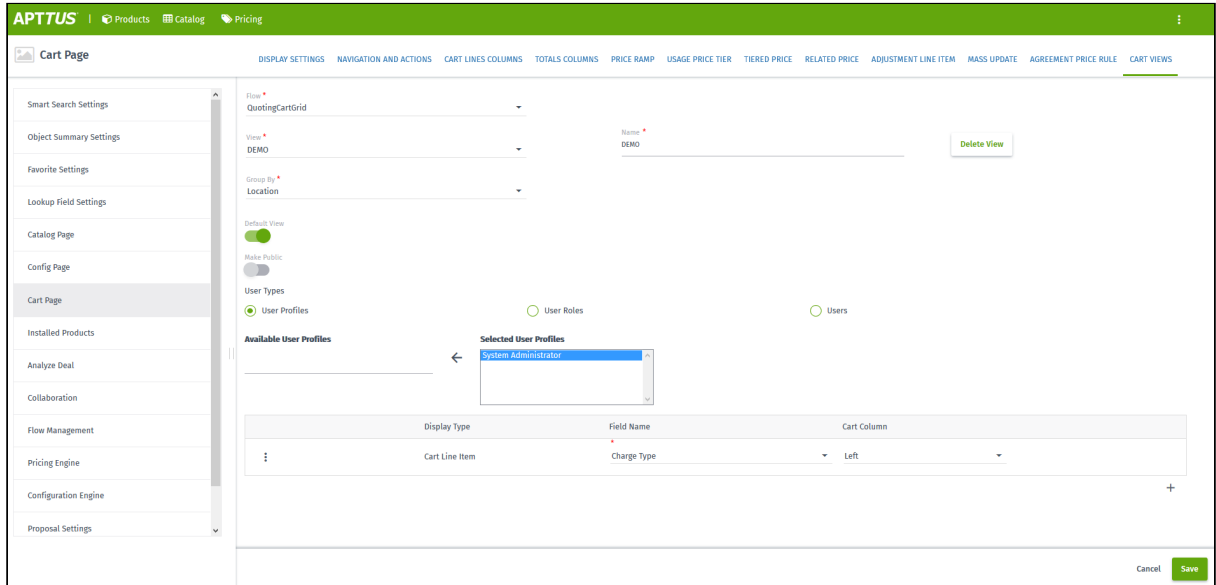 APTTUS | Products Catalog Pricing
Cart Page
DISPLAY SETTINGS NAVIGATION AND ACTIONS CART LINES COLUMNS TOTALS COLUMNS PRICE RAMP USAGE PRICE TIER TIERED PRICE RELATED PRICE ADJUSTMENT LINE ITEM MASS UPDATE AGREEMENT PRICE RULE CART VIEWS
Smart Search Settings
Object Summary Settings
Favorite Settings
Lookup Field Settings
Catalog Page
Config Page
Cart Page
Installed Products
Analyze Deal
Collaboration
Flow Management
Pricing Engine
Configuration Engine
Proposal Settings
Flow *
QuotingCartGrid
View *
DEMO
Name *
DEMO
Delete View
Group By *
Location
Default View
Make Public
User Types
User Profiles User Roles Users
Available User Profiles Selected User Profiles
System Administrator
Display Type Field Name Cart Column
*
Cart Line Item Charge Type Left
Cancel Save